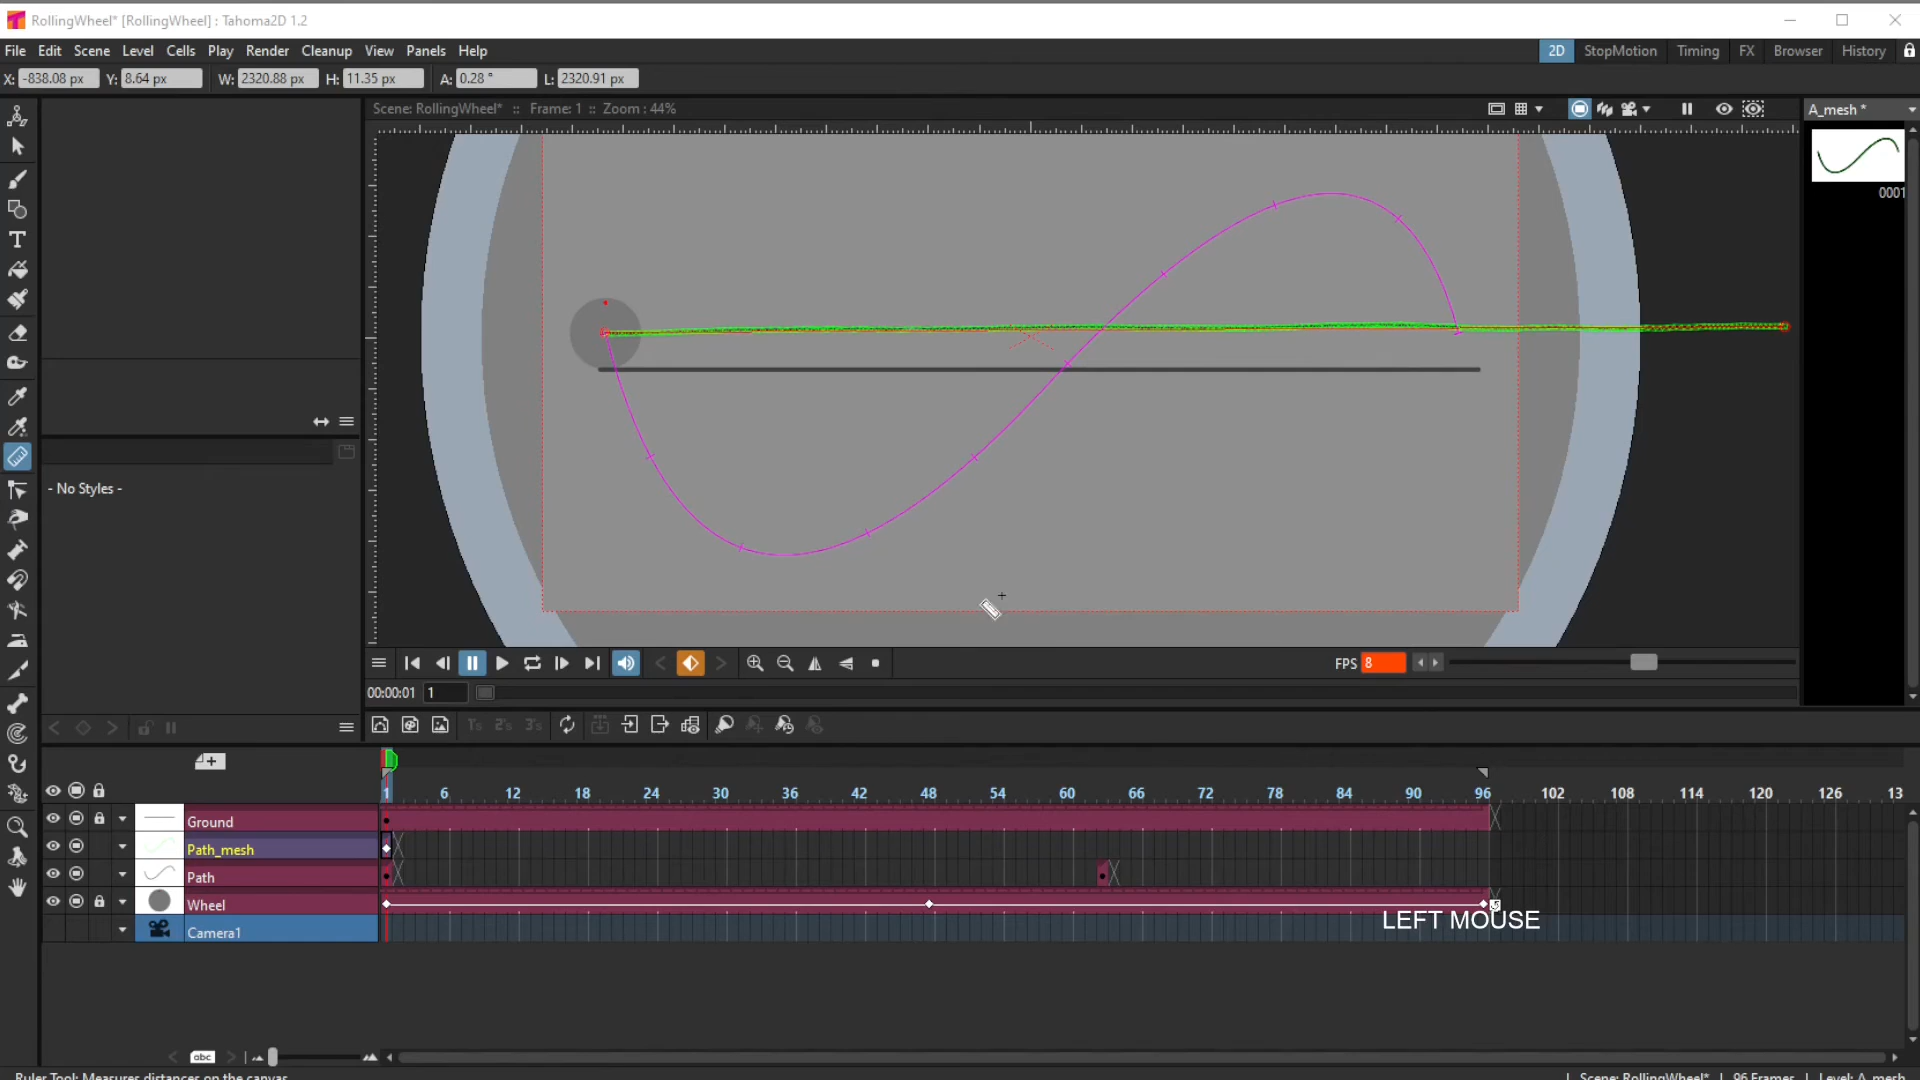 RollingWheel* [RollingWheel] : Tahoma2D 1.2
File Edit Scene Level Cells Play Render Cleanup View Panels Help
2D StopMotion Timing FX Browser History
X: -838.08 px Y: 8.64 px W: 2320.88 px H: 11.35 px A: 0.28 ° L: 2320.91 px
Scene: RollingWheel* :: Frame: 1 :: Zoom : 44%
A_mesh *
0001
- No Styles -
FPS 8
00:00:01 1
1's 2's 3's
1 6 12 18 24 30 36 42 48 54 60 66 72 78 84 90 96 102 108 114 120 126 13
Ground
Path_mesh
Path
Wheel
LEFT MOUSE
Camera1
abc
Ruler Tool: Measures distances on the canvas
Scene: RollingWheel* | 96 Frames | Level: A_mesh